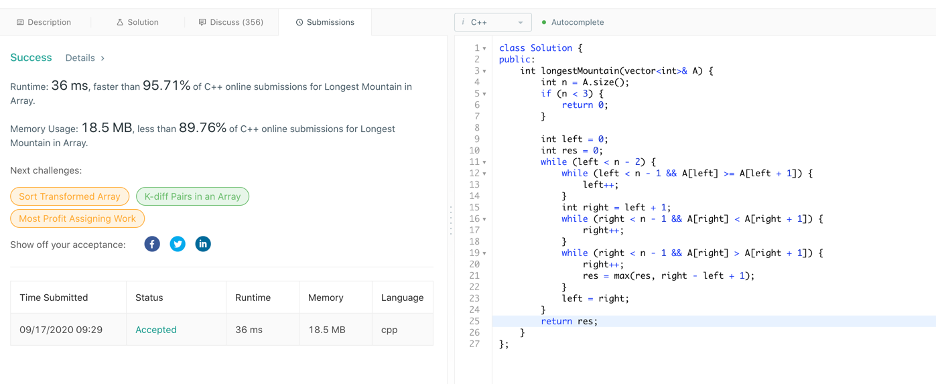 Description Solution Discuss (356) Submissions
Success Details >
Runtime: 36 ms, faster than 95.71% of C++ online submissions for Longest Mountain in
Array.
Memory Usage: 18.5 MB, less than 89.76% of C++ online submissions for Longest
Mountain in Array.
Next challenges:
Sort Transformed Array K-diff Pairs in an Array
Most Profit Assigning Work
Show off your acceptance:
Time Submitted Status Runtime Memory Language
09/17/2020 09:29 Accepted 36 ms 18.5 MB cpp
i C++ Autocomplete
1 class Solution {
2 public:
3 int longestMountain(vector<int>& A) {
4 int n = A.size();
5 if (n < 3) {
6 return 0;
7 }
8
9 int left = 0;
10 int res = 0;
11 while (left < n - 2) {
12 while (left < n - 1 && A[left] >= A[left + 1]) {
13 left++;
14 }
15 int right = left + 1;
16 while (right < n - 1 && A[right] < A[right + 1]) {
17 right++;
18 }
19 while (right < n - 1 && A[right] > A[right + 1]) {
20 right++;
21 res = max(res, right - left + 1);
22 }
23 left = right;
24 }
25 return res;
26 }
27 };